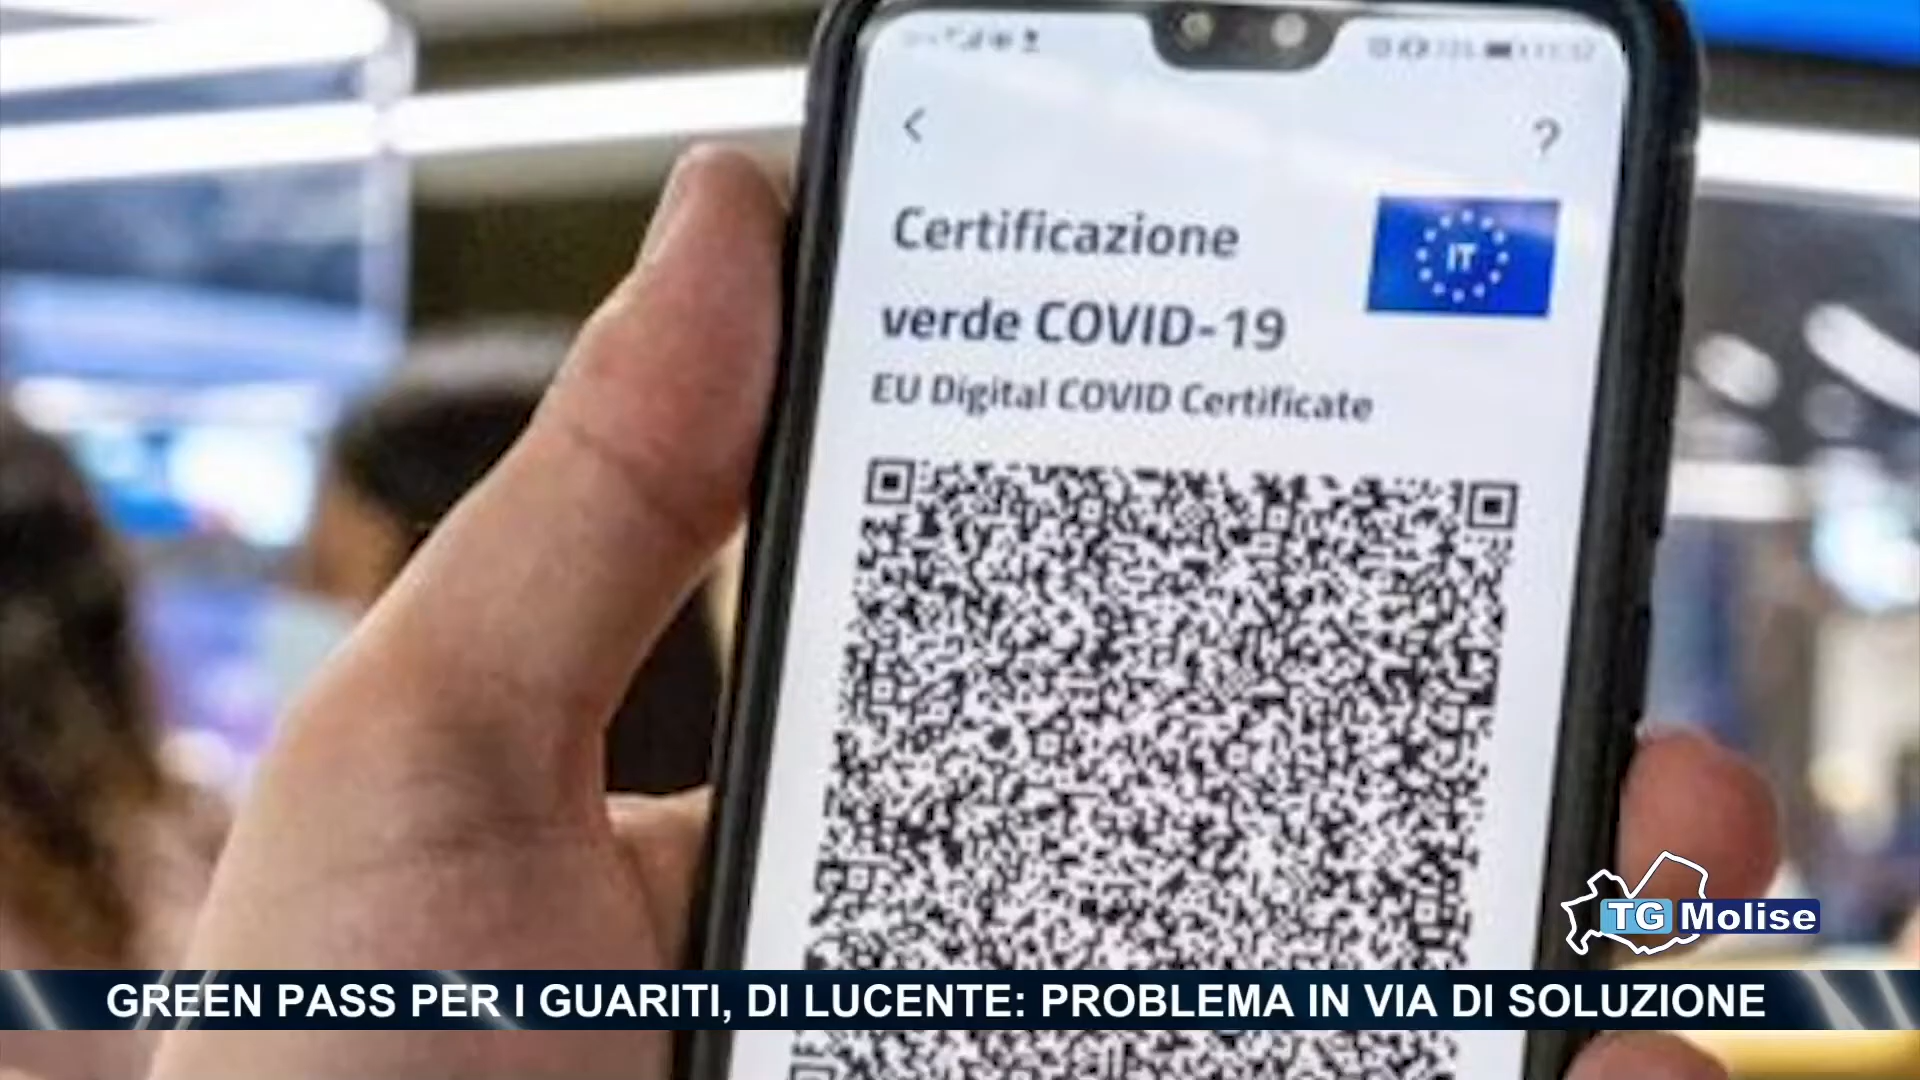 ?
Certificazione
IT
verde COVID-19
EU Digital COVID Certificate
TG Molise
GREEN PASS PER I GUARITI, DI LUCENTE: PROBLEMA IN VIA DI SOLUZIONE